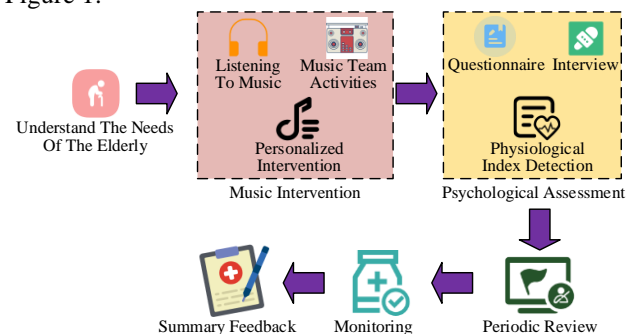 Figure 1.
Listening
To Music
Music Team
Activities
Questionnaire
Interview
Understand The Needs
Of The Elderly
Personalized
Intervention
Physiological
Index Detection
Music Intervention
Psychological Assessment
Summary Feedback
Monitoring
Periodic Review